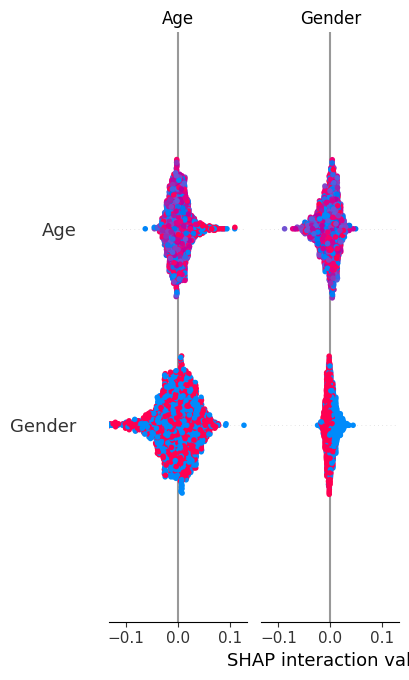 Age Gender
Age
Gender
−0.1 0.0 0.1 −0.1 0.0 0.1
SHAP interaction val